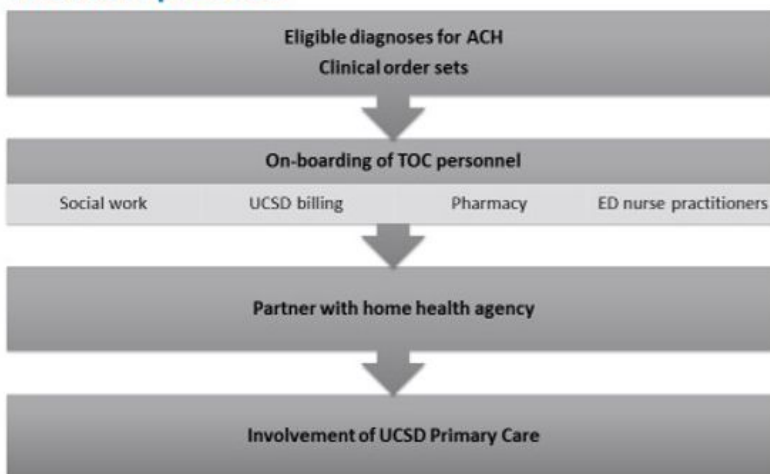 Eligible diagnoses for ACH
Clinical order sets
On-boarding of TOC personnel
Social work UCSD billing Pharmacy ED nurse practitioners
Partner with home health agency
Involvement of UCSD Primary Care